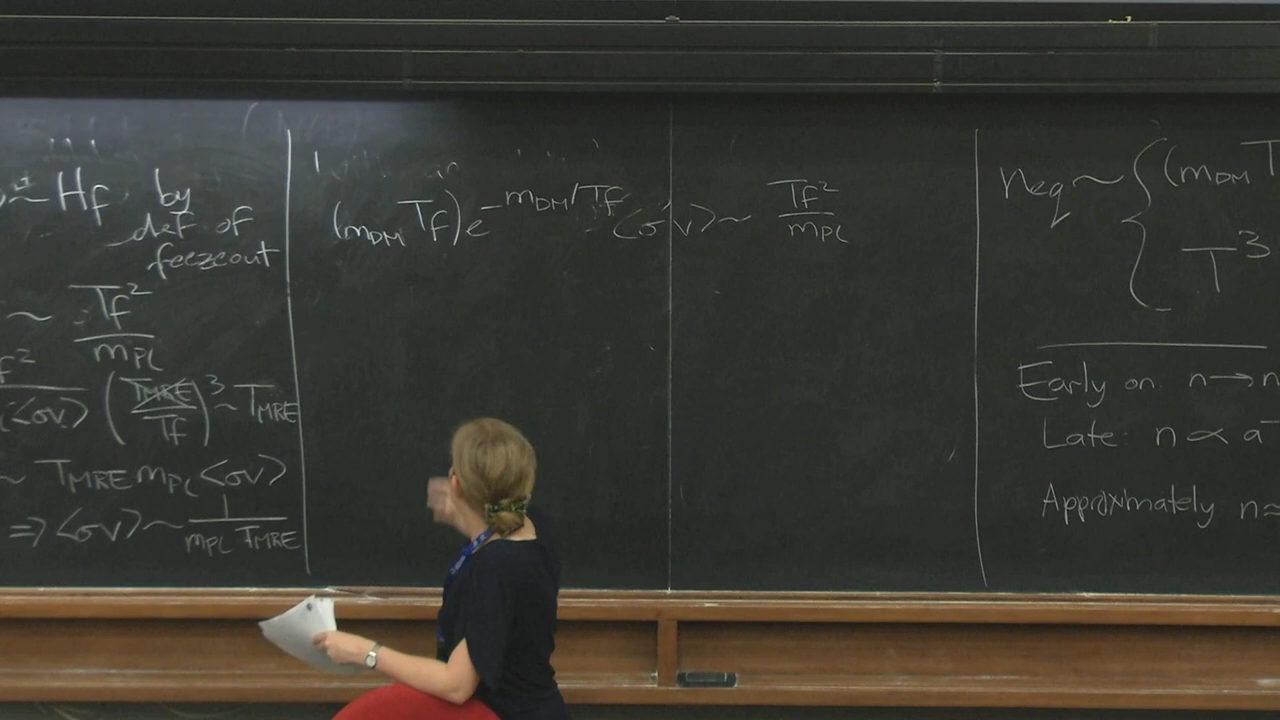 ~Hf by
def of
feezeout
~ Tf²/mPL
f²/⟨σv⟩ (TMRE/Tf)³ ~ TMRE
~ TMRE mPL ⟨σv⟩
⇒ ⟨σv⟩ ~ 1/(mPL TMRE)
(mDM Tf) e^(-mDM/Tf) ⟨σv⟩ ~ Tf²/mPL
neq ~ { (mDM T
T³
Early on: n → n
Late: n ∝ a⁻
Approximately n ≈